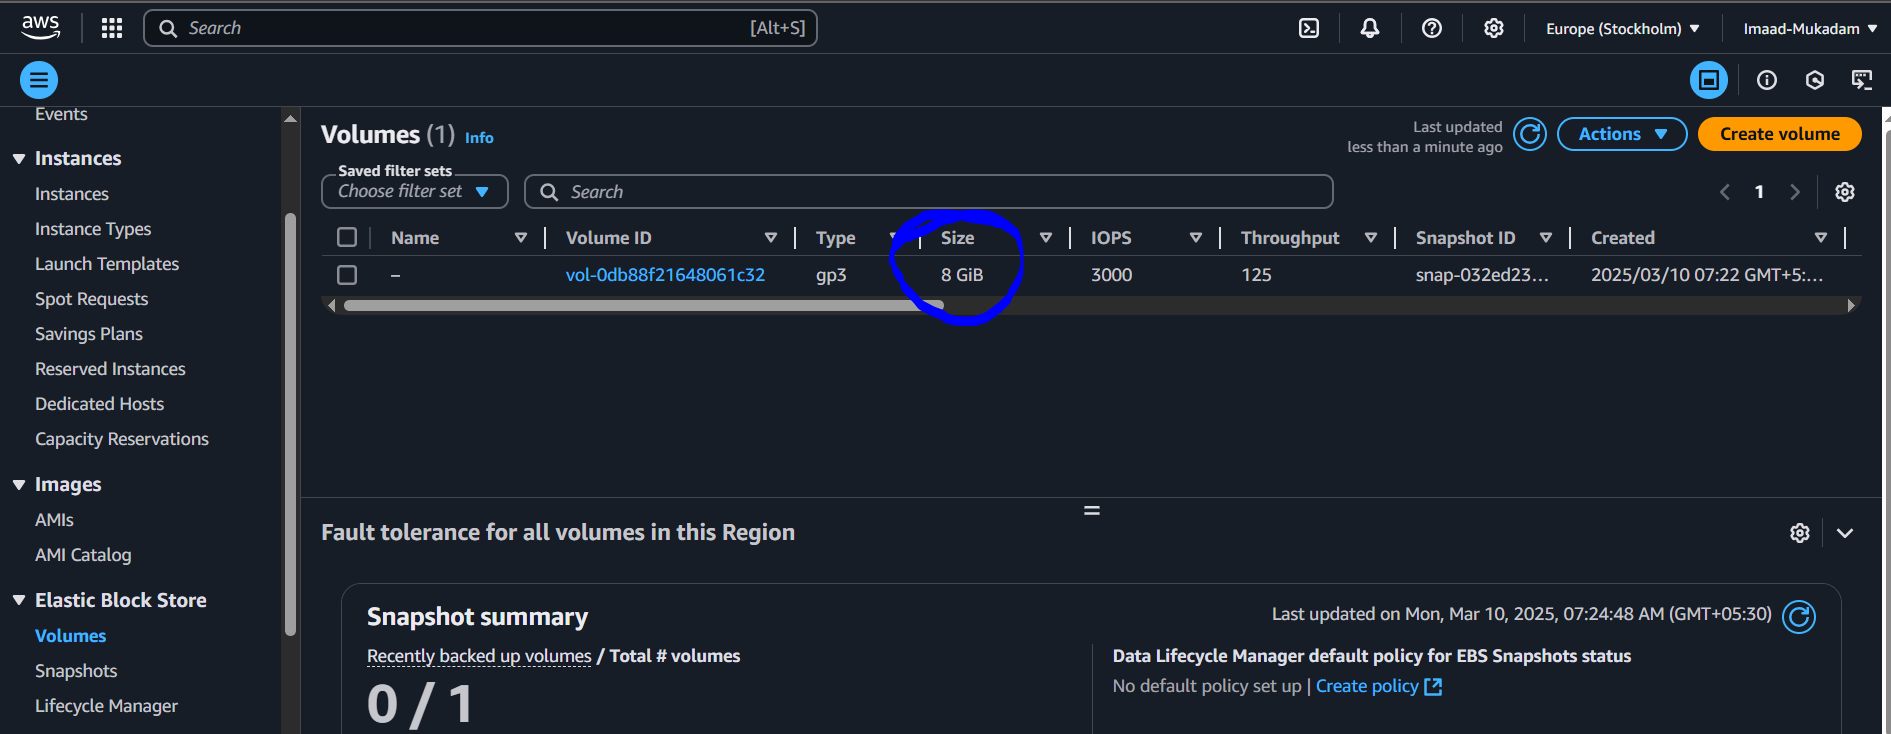 aws
Search [Alt+S]
Europe (Stockholm)
Imaad-Mukadam
Events
Instances
Instances
Instance Types
Launch Templates
Spot Requests
Savings Plans
Reserved Instances
Dedicated Hosts
Capacity Reservations
Images
AMIs
AMI Catalog
Elastic Block Store
Volumes
Snapshots
Lifecycle Manager
Volumes (1) Info
Last updated
less than a minute ago
Actions
Create volume
Saved filter sets
Choose filter set
Search
1
Name Volume ID Type Size IOPS Throughput Snapshot ID Created
– vol-0db88f21648061c32 gp3 8 GiB 3000 125 snap-032ed23... 2025/03/10 07:22 GMT+5:...
Fault tolerance for all volumes in this Region
Snapshot summary
Last updated on Mon, Mar 10, 2025, 07:24:48 AM (GMT+05:30)
Recently backed up volumes / Total # volumes
0 / 1
Data Lifecycle Manager default policy for EBS Snapshots status
No default policy set up | Create policy